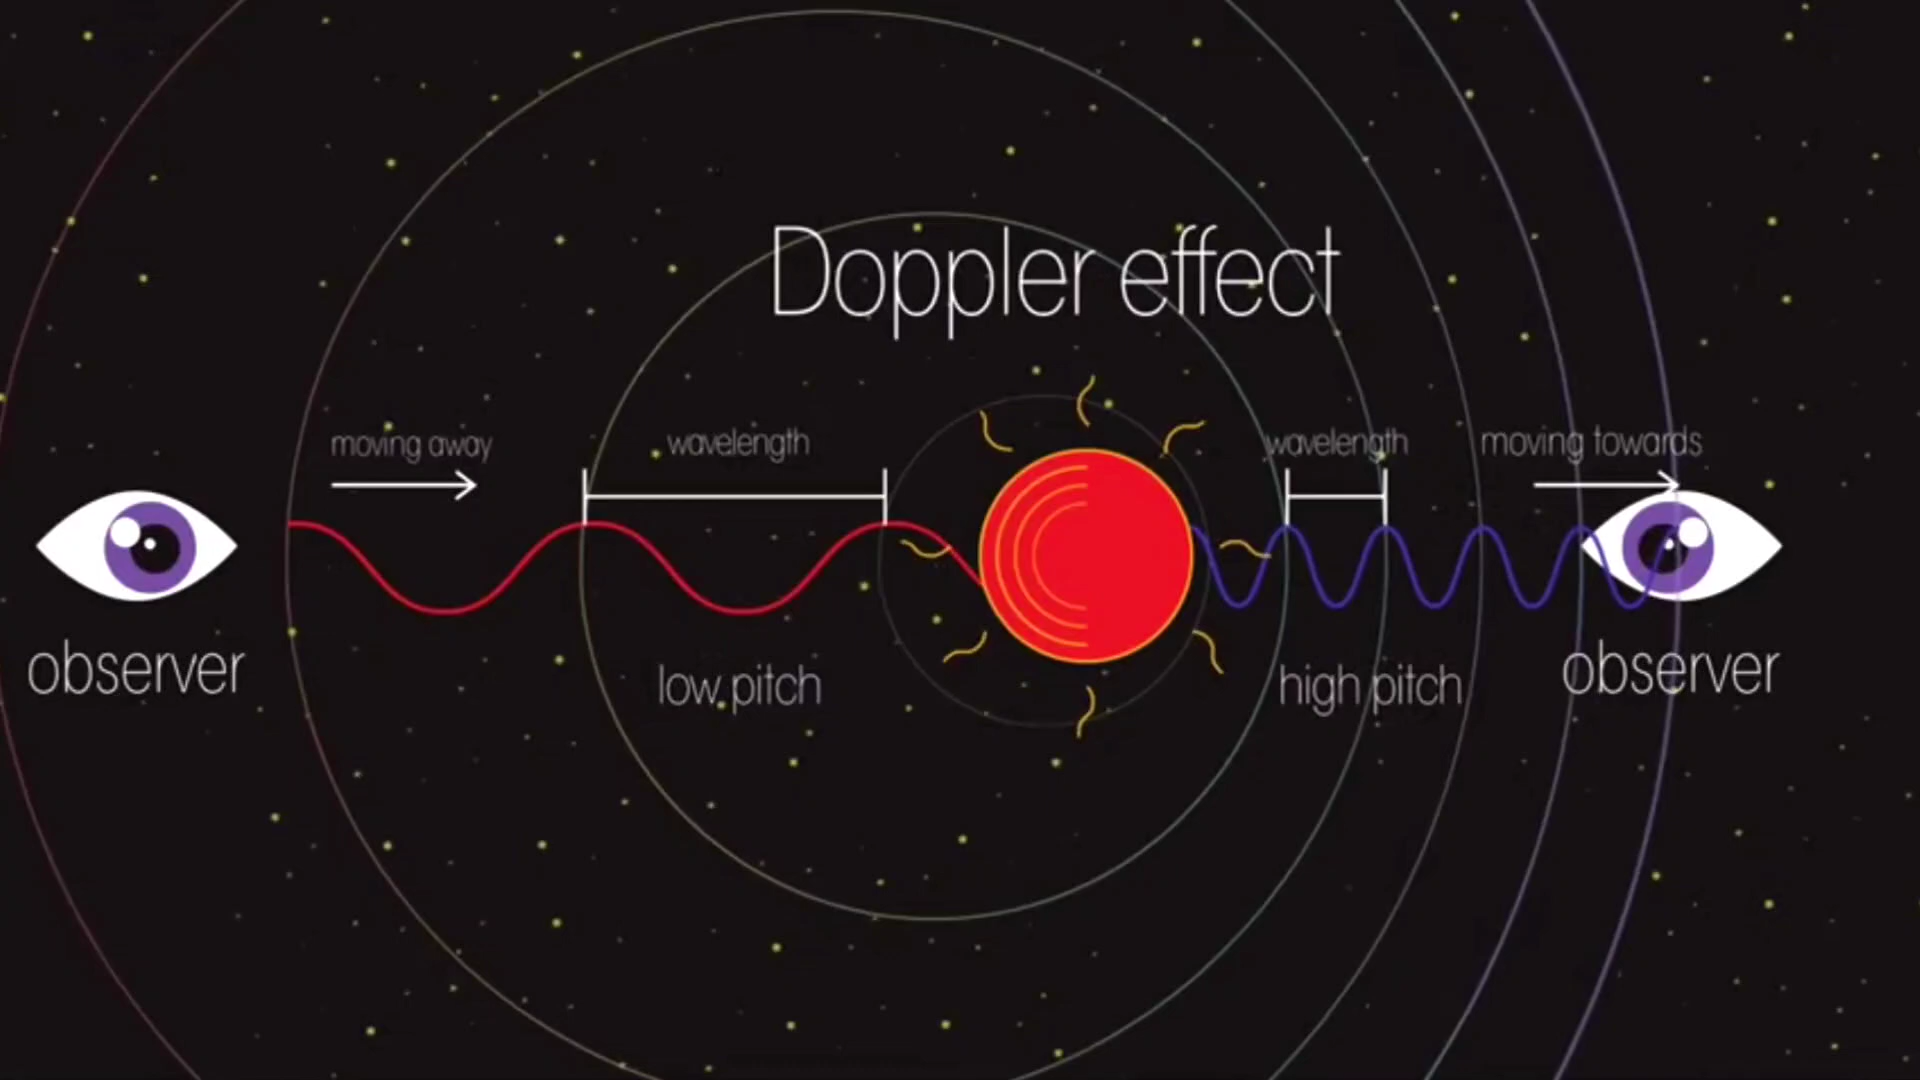 Doppler effect
moving away
wavelength
wavelength
moving towards
observer
low pitch
high pitch
observer